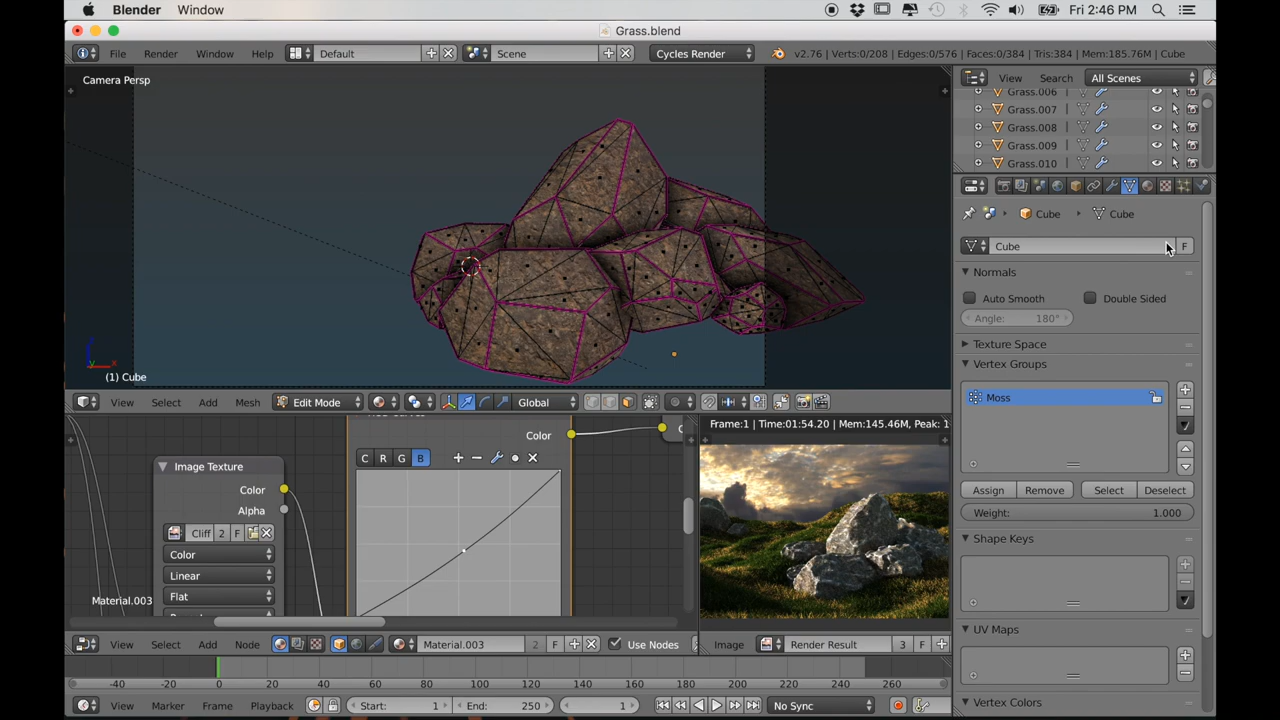 Blender Window Fri 2:46 PM
Grass.blend
File Render Window Help Default Scene Cycles Render v2.76 | Verts:0/208 | Edges:0/576 | Faces:0/384 | Tris:384 | Mem:185.76M | Cube
Camera Persp
View Search All Scenes
Grass.006
Grass.007
Grass.008
Grass.009
Grass.010
Cube Cube
Cube F
Normals
Auto Smooth Double Sided
Angle: 180°
Texture Space
Vertex Groups
Moss
Assign Remove Select Deselect
Weight: 1.000
Shape Keys
UV Maps
Vertex Colors
(1) Cube
View Select Add Mesh Edit Mode Global
Color
C R G B
Image Texture
Color
Alpha
Cliff 2 F
Color
Linear
Flat
Material.003
Frame:1 | Time:01:54.20 | Mem:145.46M, Peak: 1
View Select Add Node Material.003 2 F Use Nodes
Image Render Result 3 F
-40 -20 0 20 40 60 80 100 120 140 160 180 200 220 240 260 280
View Marker Frame Playback Start: 1 End: 250 1 No Sync